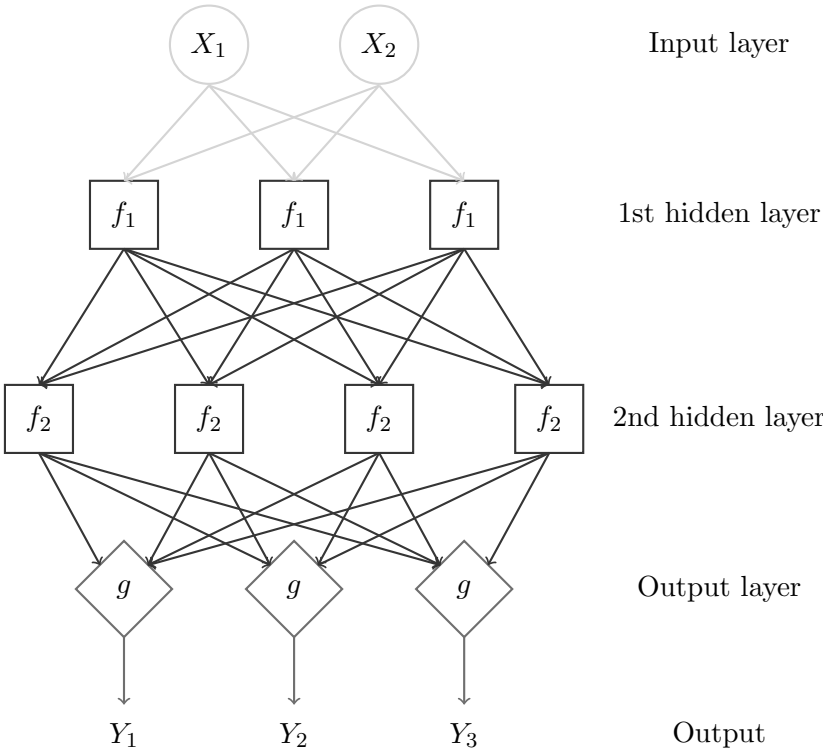 X₁ X₂ Input layer
f₁ f₁ f₁ 1st hidden layer
f₂ f₂ f₂ f₂ 2nd hidden layer
g g g Output layer
Y₁ Y₂ Y₃ Output